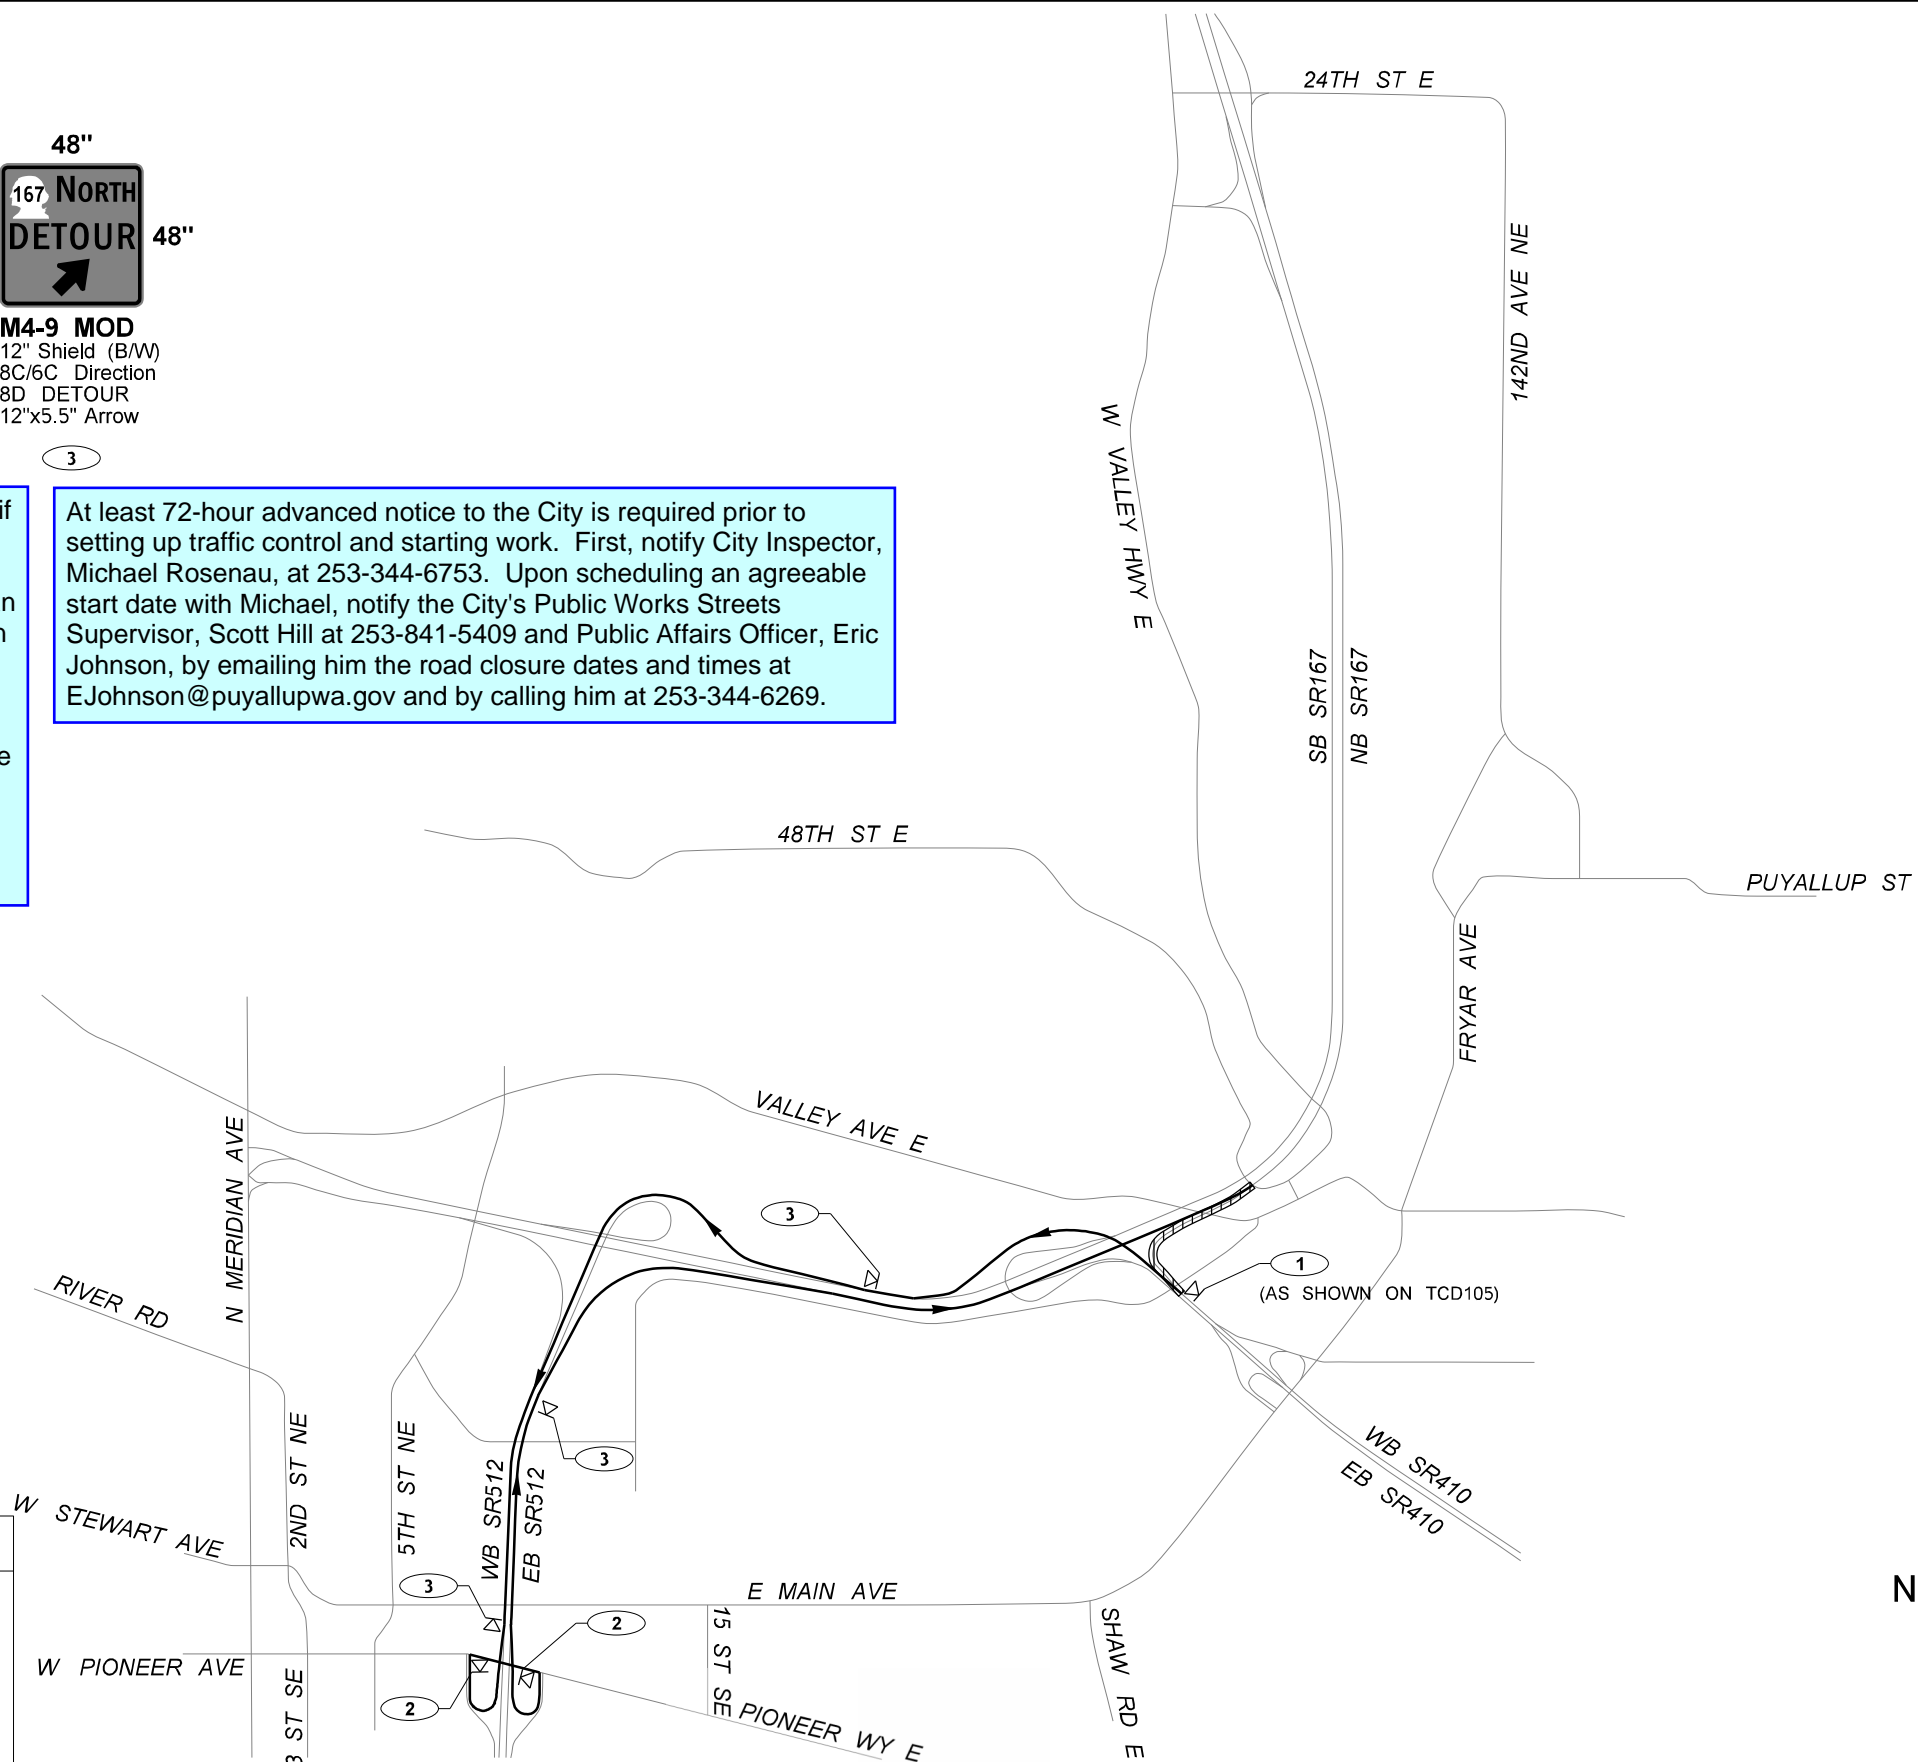 24TH ST E
48"
167 NORTH
DETOUR
48"
M4-9 MOD
12" Shield (B/W)
8C/6C Direction
8D DETOUR
12"x5.5" Arrow
3
142ND AVE NE
W VALLEY HWY E
if
n
e
At least 72-hour advanced notice to the City is required prior to
setting up traffic control and starting work. First, notify City Inspector,
Michael Rosenau, at 253-344-6753. Upon scheduling an agreeable
start date with Michael, notify the City's Public Works Streets
Supervisor, Scott Hill at 253-841-5409 and Public Affairs Officer, Eric
Johnson, by emailing him the road closure dates and times at
EJohnson@puyallupwa.gov and by calling him at 253-344-6269.
SB SR167
NB SR167
48TH ST E
PUYALLUP ST
FRYAR AVE
VALLEY AVE E
N MERIDIAN AVE
3
1
(AS SHOWN ON TCD105)
RIVER RD
2ND ST NE
5TH ST NE
3
WB SR512
EB SR512
WB SR410
EB SR410
W STEWART AVE
3
E MAIN AVE
2
15 ST SE
SHAW RD E
N
W PIONEER AVE
2
ST SE
PIONEER WY E